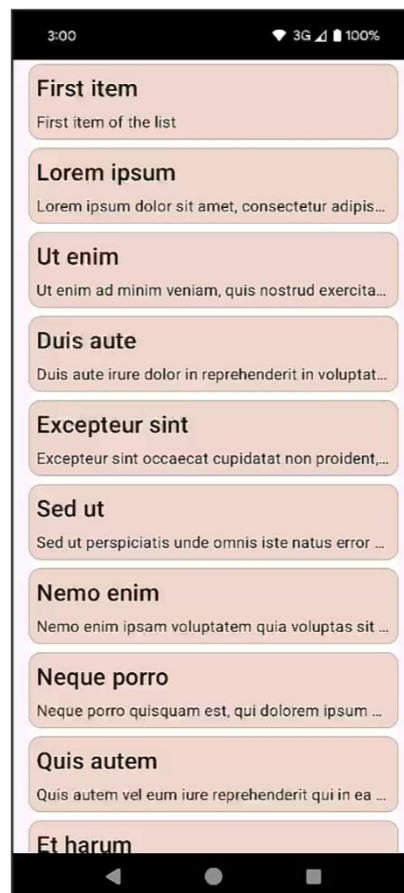 3:00 3G 100%
First item
First item of the list
Lorem ipsum
Lorem ipsum dolor sit amet, consectetur adipis...
Ut enim
Ut enim ad minim veniam, quis nostrud exercita...
Duis aute
Duis aute irure dolor in reprehenderit in voluptat...
Excepteur sint
Excepteur sint occaecat cupidatat non proident,...
Sed ut
Sed ut perspiciatis unde omnis iste natus error ...
Nemo enim
Nemo enim ipsam voluptatem quia voluptas sit ...
Neque porro
Neque porro quisquam est, qui dolorem ipsum ...
Quis autem
Quis autem vel eum iure reprehenderit qui in ea ...
Et harum